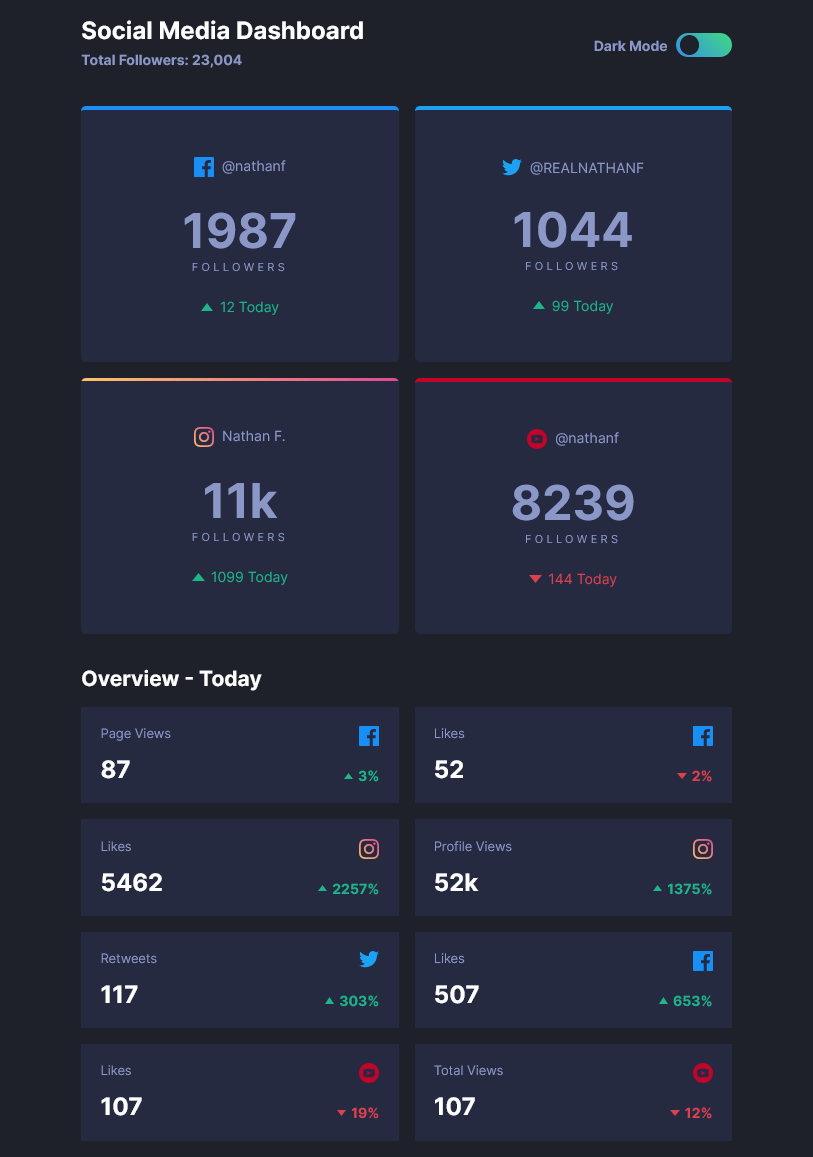 Social Media Dashboard
Total Followers: 23,004
Dark Mode
@nathanf
1987
FOLLOWERS
12 Today
@REALNATHANF
1044
FOLLOWERS
99 Today
Nathan F.
11k
FOLLOWERS
1099 Today
@nathanf
8239
FOLLOWERS
144 Today
Overview - Today
Page Views
87
3%
Likes
52
2%
Likes
5462
2257%
Profile Views
52k
1375%
Retweets
117
303%
Likes
507
653%
Likes
107
19%
Total Views
107
12%